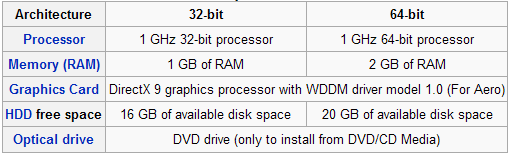 Architecture 32-bit 64-bit
Processor 1 GHz 32-bit processor 1 GHz 64-bit processor
Memory (RAM) 1 GB of RAM 2 GB of RAM
Graphics Card DirectX 9 graphics processor with WDDM driver model 1.0 (For Aero)
HDD free space 16 GB of available disk space 20 GB of available disk space
Optical drive DVD drive (only to install from DVD/CD Media)